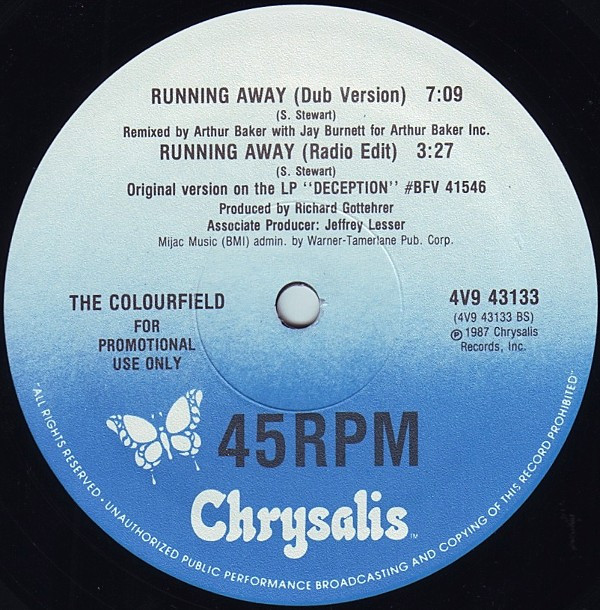 RUNNING AWAY (Dub Version) 7:09
(S. Stewart)
Remixed by Arthur Baker with Jay Burnett for Arthur Baker Inc.
RUNNING AWAY (Radio Edit) 3:27
(S. Stewart)
Original version on the LP "DECEPTION" #BFV 41546
Produced by Richard Gottehrer
Associate Producer: Jeffrey Lesser
Mijac Music (BMI) admin. by Warner-Tamerlane Pub. Corp.
THE COLOURFIELD
FOR
PROMOTIONAL
USE ONLY
4V9 43133
(4V9 43133 BS)
℗ 1987 Chrysalis
Records, Inc.
45RPM
Chrysalis™
"ALL RIGHTS RESERVED · UNAUTHORIZED PUBLIC PERFORMANCE BROADCASTING AND COPYING OF THIS RECORD PROHIBITED"